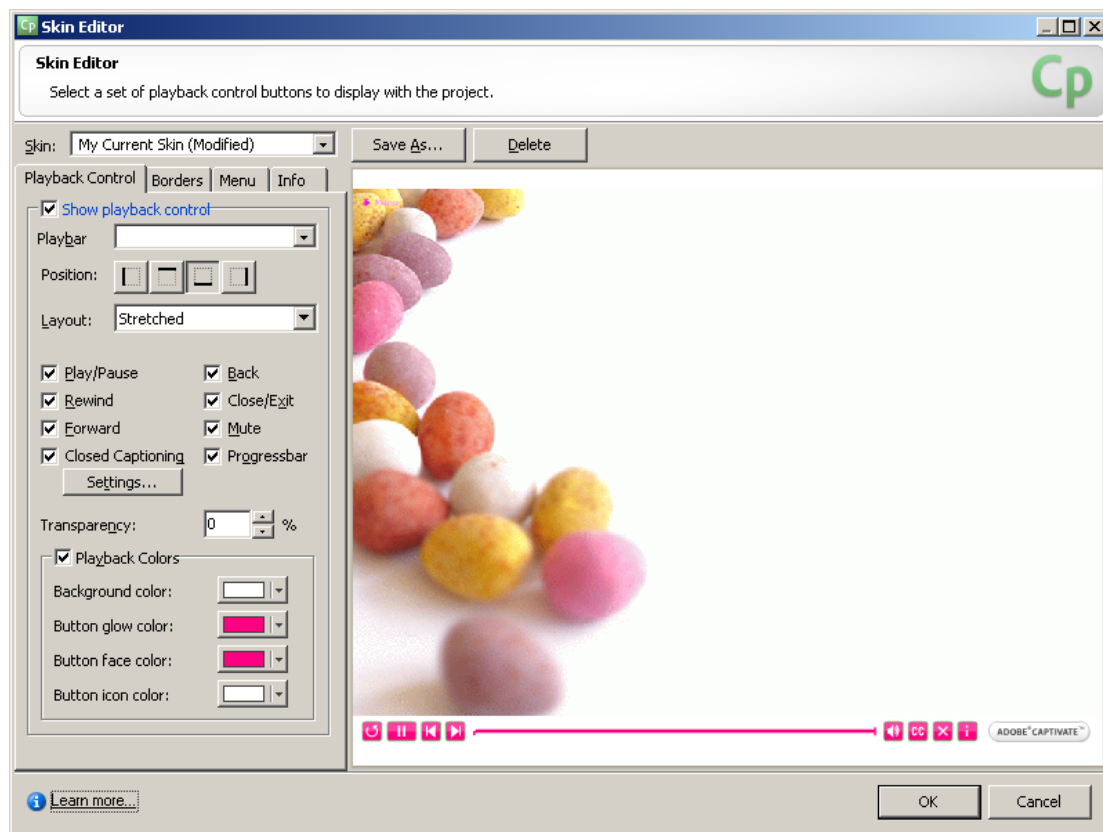 Cp Skin Editor
Skin Editor
Select a set of playback control buttons to display with the project.
Cp
Skin: My Current Skin (Modified) Save As... Delete
Playback Control Borders Menu Info
Show playback control
Playbar
Position:
Layout: Stretched
Play/Pause Back
Rewind Close/Exit
Forward Mute
Closed Captioning Progressbar
Settings...
Transparency: 0 %
Playback Colors
Background color:
Button glow color:
Button face color:
Button icon color:
CC i ADOBE® CAPTIVATE™
Learn more... OK Cancel